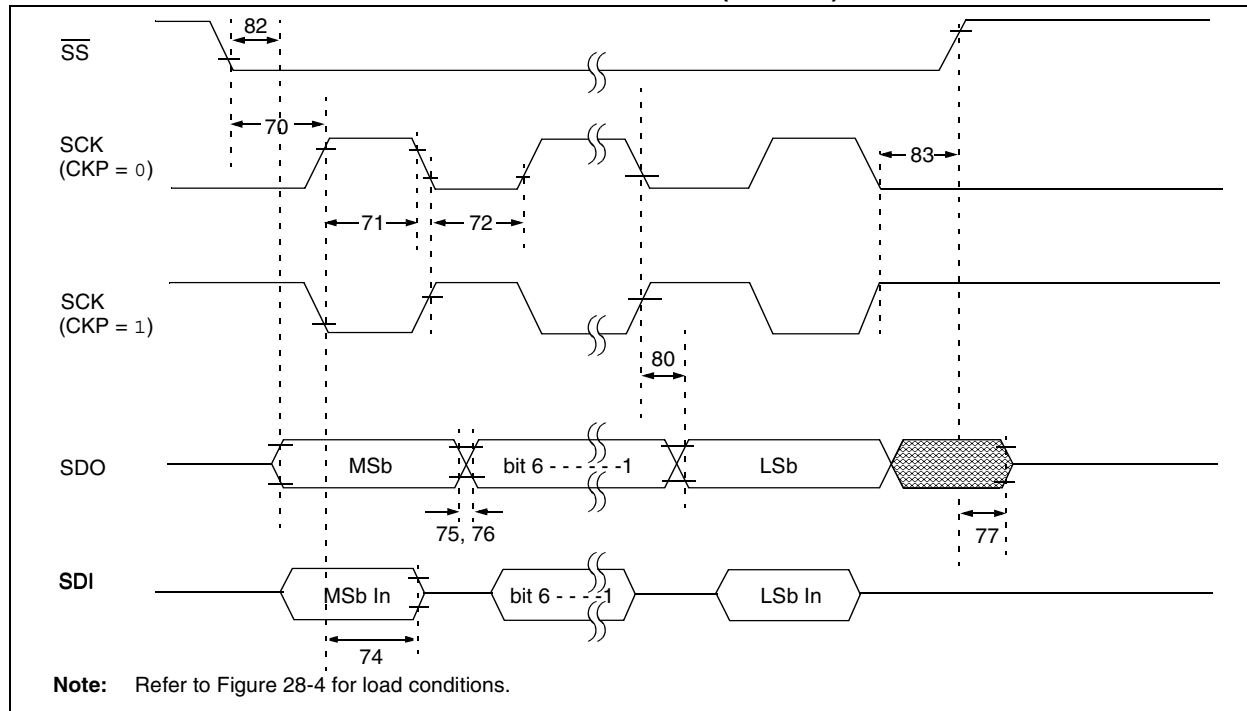 82
SS
70
SCK
(CKP = 0)
83
71
72
SCK
(CKP = 1)
80
SDO
MSb
bit 6 - - - - - -1
LSb
75, 76
77
SDI
MSb In
bit 6 - - - -1
LSb In
74
Note: Refer to Figure 28-4 for load conditions.